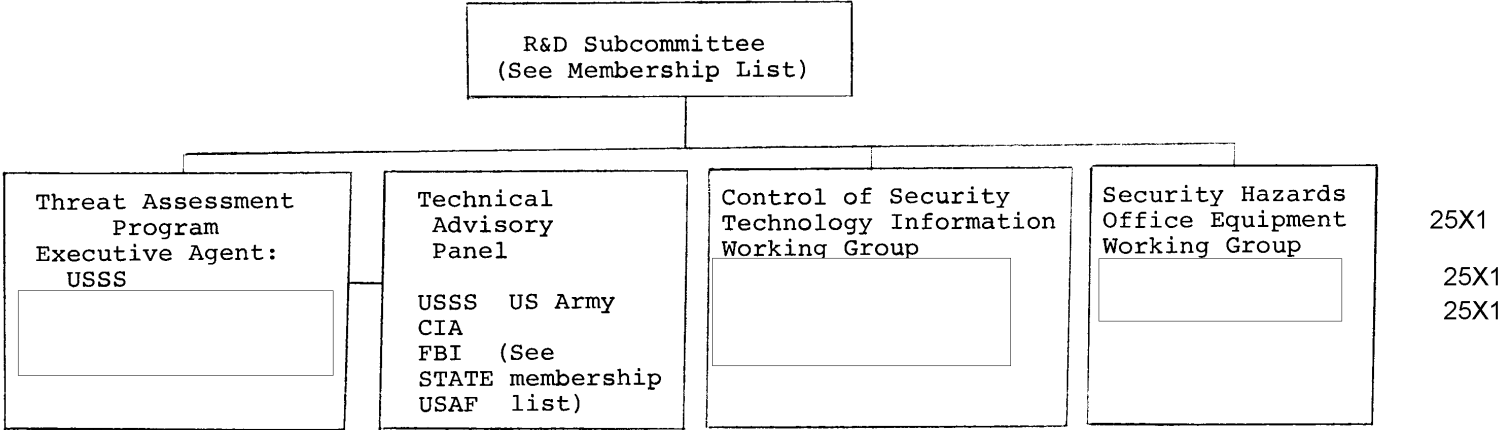 R&D Subcommittee
(See Membership List)
Threat Assessment
Program
Executive Agent:
USSS
Technical
Advisory
Panel
USSS US Army
CIA
FBI (See
STATE membership
USAF list)
Control of Security
Technology Information
Working Group
Security Hazards
Office Equipment
Working Group
25X1
25X1
25X1